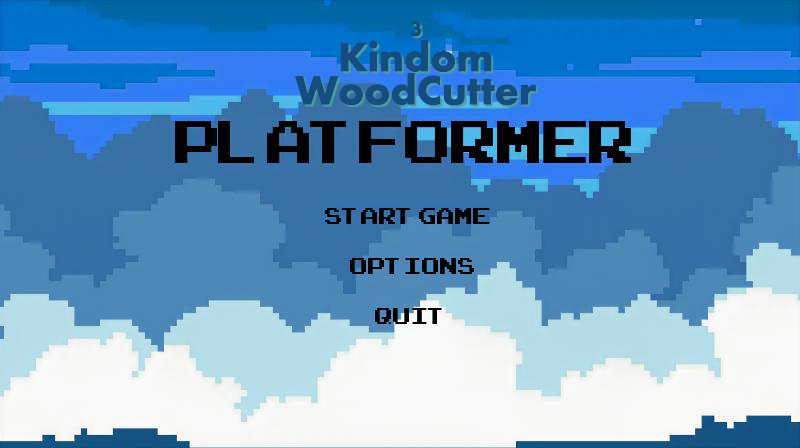 3
Kindom
WoodCutter
PLATFORMER
START GAME
OPTIONS
QUIT